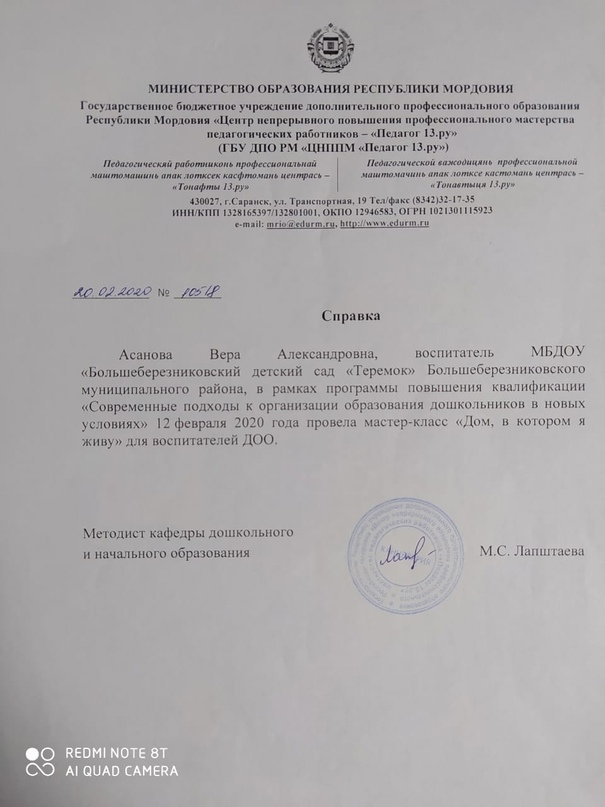 МИНИСТЕРСТВО ОБРАЗОВАНИЯ РЕСПУБЛИКИ МОРДОВИЯ
Государственное бюджетное учреждение дополнительного профессионального образования
Республики Мордовия «Центр непрерывного повышения профессионального мастерства
педагогических работников – «Педагог 13.ру»
(ГБУ ДПО РМ «ЦНППМ «Педагог 13.ру»)
Педагогическяй работниконь профессиональнай
маштомашинь апак лотксек касфтомань центрась –
«Тонафты 13.ру»
Педагогической важодицянь профессиональной
маштомачинь апак лотксе кастомань центрась –
«Тонавтыця 13.ру»
430027, г.Саранск, ул. Транспортная, 19 Тел/факс (8342)32-17-35
ИНН/КПП 1328165397/132801001, ОКПО 12946583, ОГРН 1021301115923
e-mail: mrio@edurm.ru, http://www.edurm.ru
20.02.2020 №
Справка
Асанова Вера Александровна, воспитатель МБДОУ
«Большеберезниковский детский сад «Теремок» Большеберезниковского
муниципального района, в рамках программы повышения квалификации
«Современные подходы к организации образования дошкольников в новых
условиях» 12 февраля 2020 года провела мастер-класс «Дом, в котором я
живу» для воспитателей ДОО.
Методист кафедры дошкольного
и начального образования
М.С. Лапштаева
REDMI NOTE 8T
AI QUAD CAMERA